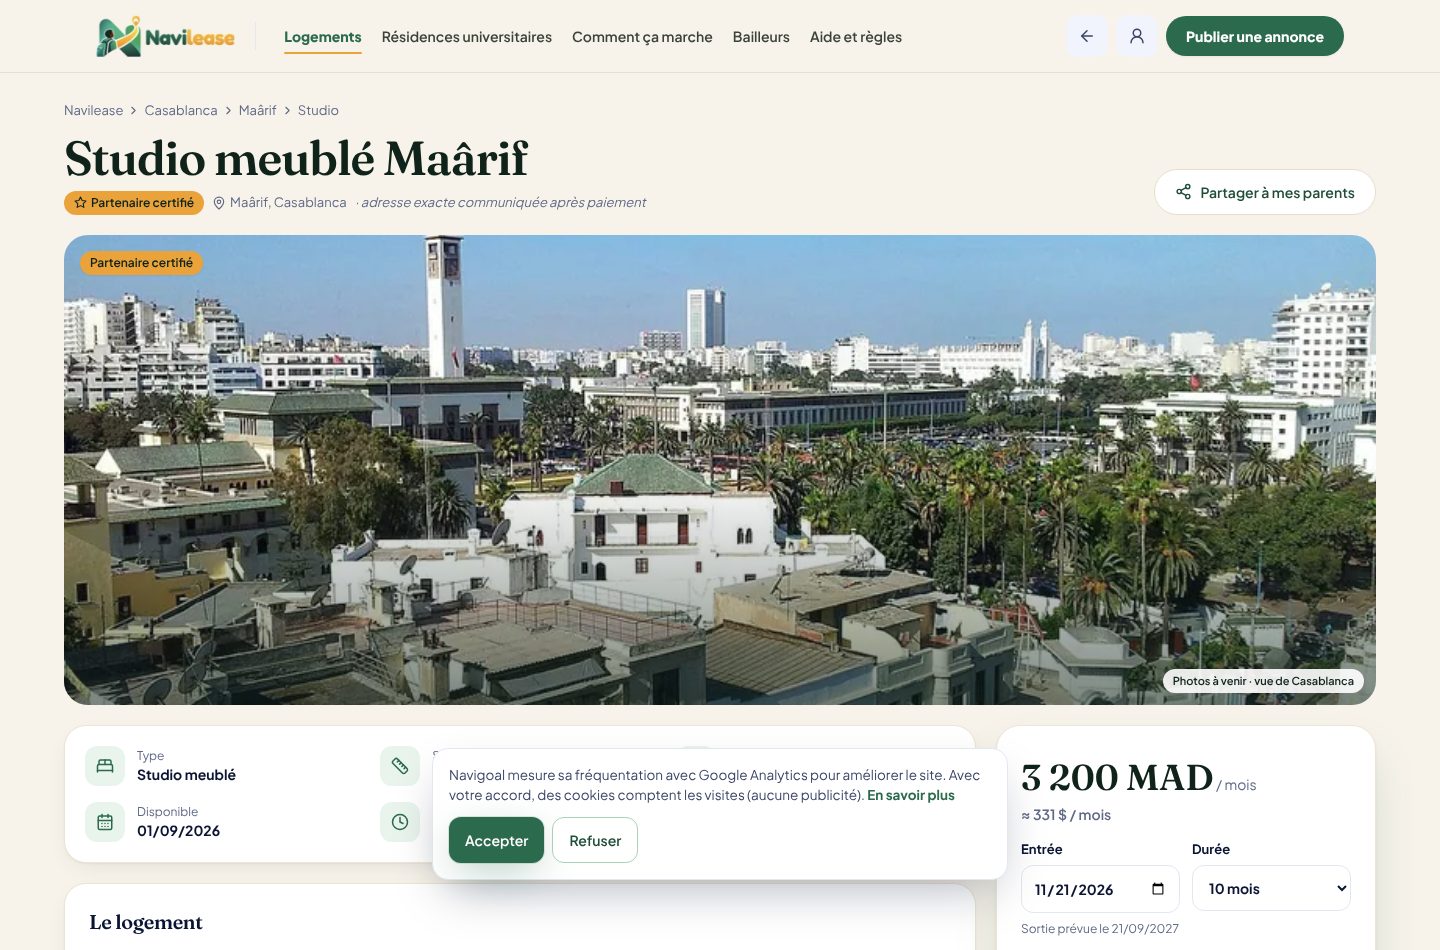 Navilease
Logements
Résidences universitaires
Comment ça marche
Bailleurs
Aide et règles
Publier une annonce
Navilease > Casablanca > Maârif > Studio
Studio meublé Maârif
Partenaire certifié
Maârif, Casablanca · adresse exacte communiquée après paiement
Partager à mes parents
Partenaire certifié
Photos à venir · vue de Casablanca
Type
Studio meublé
Disponible
01/09/2026
Navigoal mesure sa fréquentation avec Google Analytics pour améliorer le site. Avec
votre accord, des cookies comptent les visites (aucune publicité). En savoir plus
Accepter
Refuser
3 200 MAD / mois
≈ 331 $ / mois
Entrée
Durée
11/21/2026
10 mois
Sortie prévue le 21/09/2027
Le logement